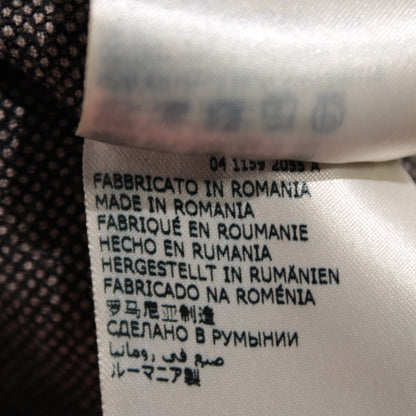 04 1159 2055 A
FABBRICATO IN ROMANIA
MADE IN ROMANIA
FABRIQUÉ EN ROUMANIE
HECHO EN RUMANIA
HERGESTELLT IN RUMÄNIEN
FABRICADO NA ROMÉNIA
罗马尼亚制造
СДЕЛАНО В РУМЫНИИ
صنع في رومانيا
ルーマニア製